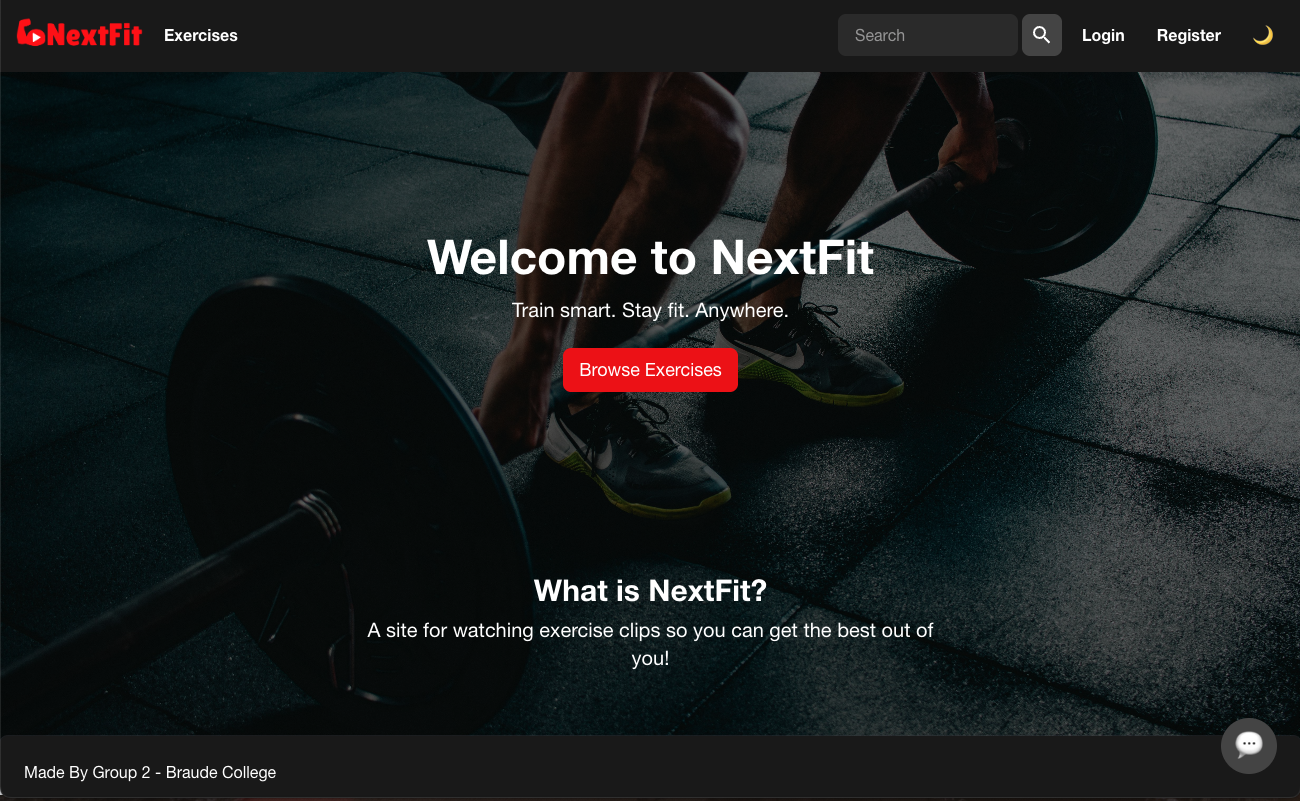 NextFit
Exercises
Search
Login
Register
Welcome to NextFit
Train smart. Stay fit. Anywhere.
Browse Exercises
What is NextFit?
A site for watching exercise clips so you can get the best out of
you!
Made By Group 2 - Braude College